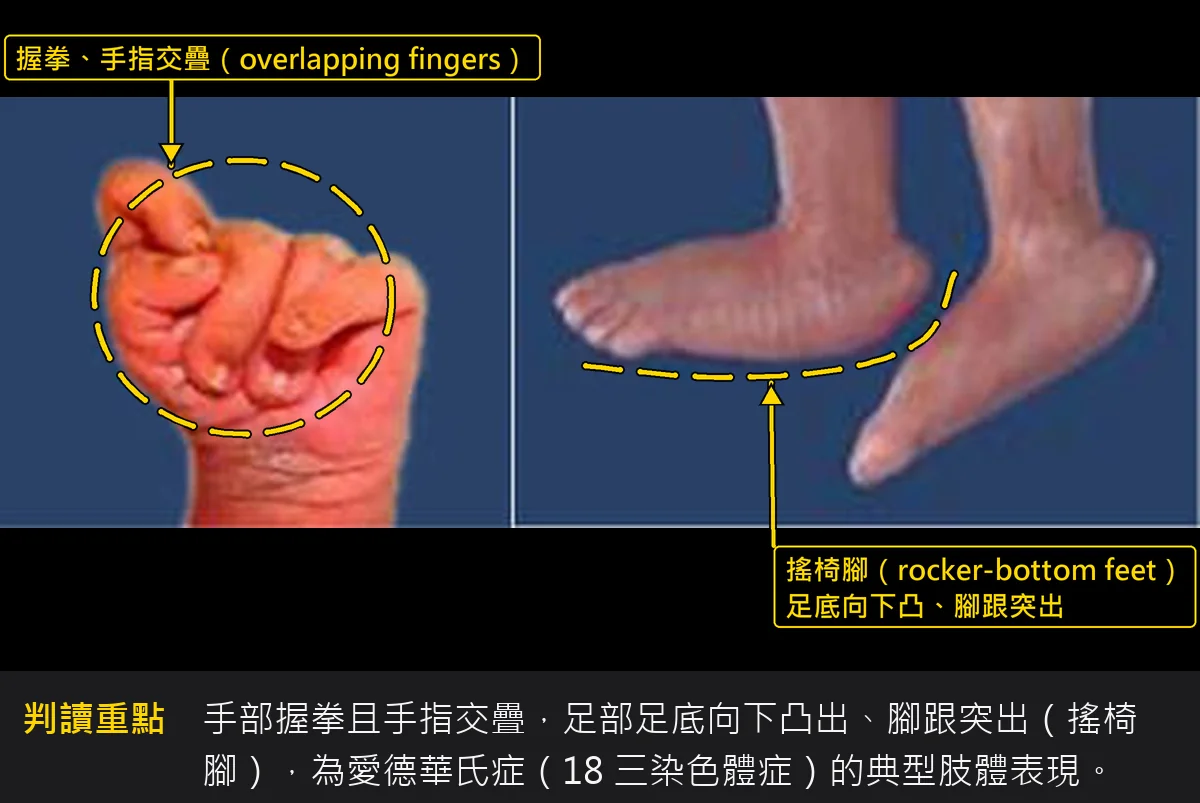 握拳、手指交疊（overlapping fingers）
搖椅腳（rocker-bottom feet）
足底向下凸、腳跟突出
判讀重點 手部握拳且手指交疊，足部足底向下凸出、腳跟突出（搖椅
腳），為愛德華氏症（18 三染色體症）的典型肢體表現。